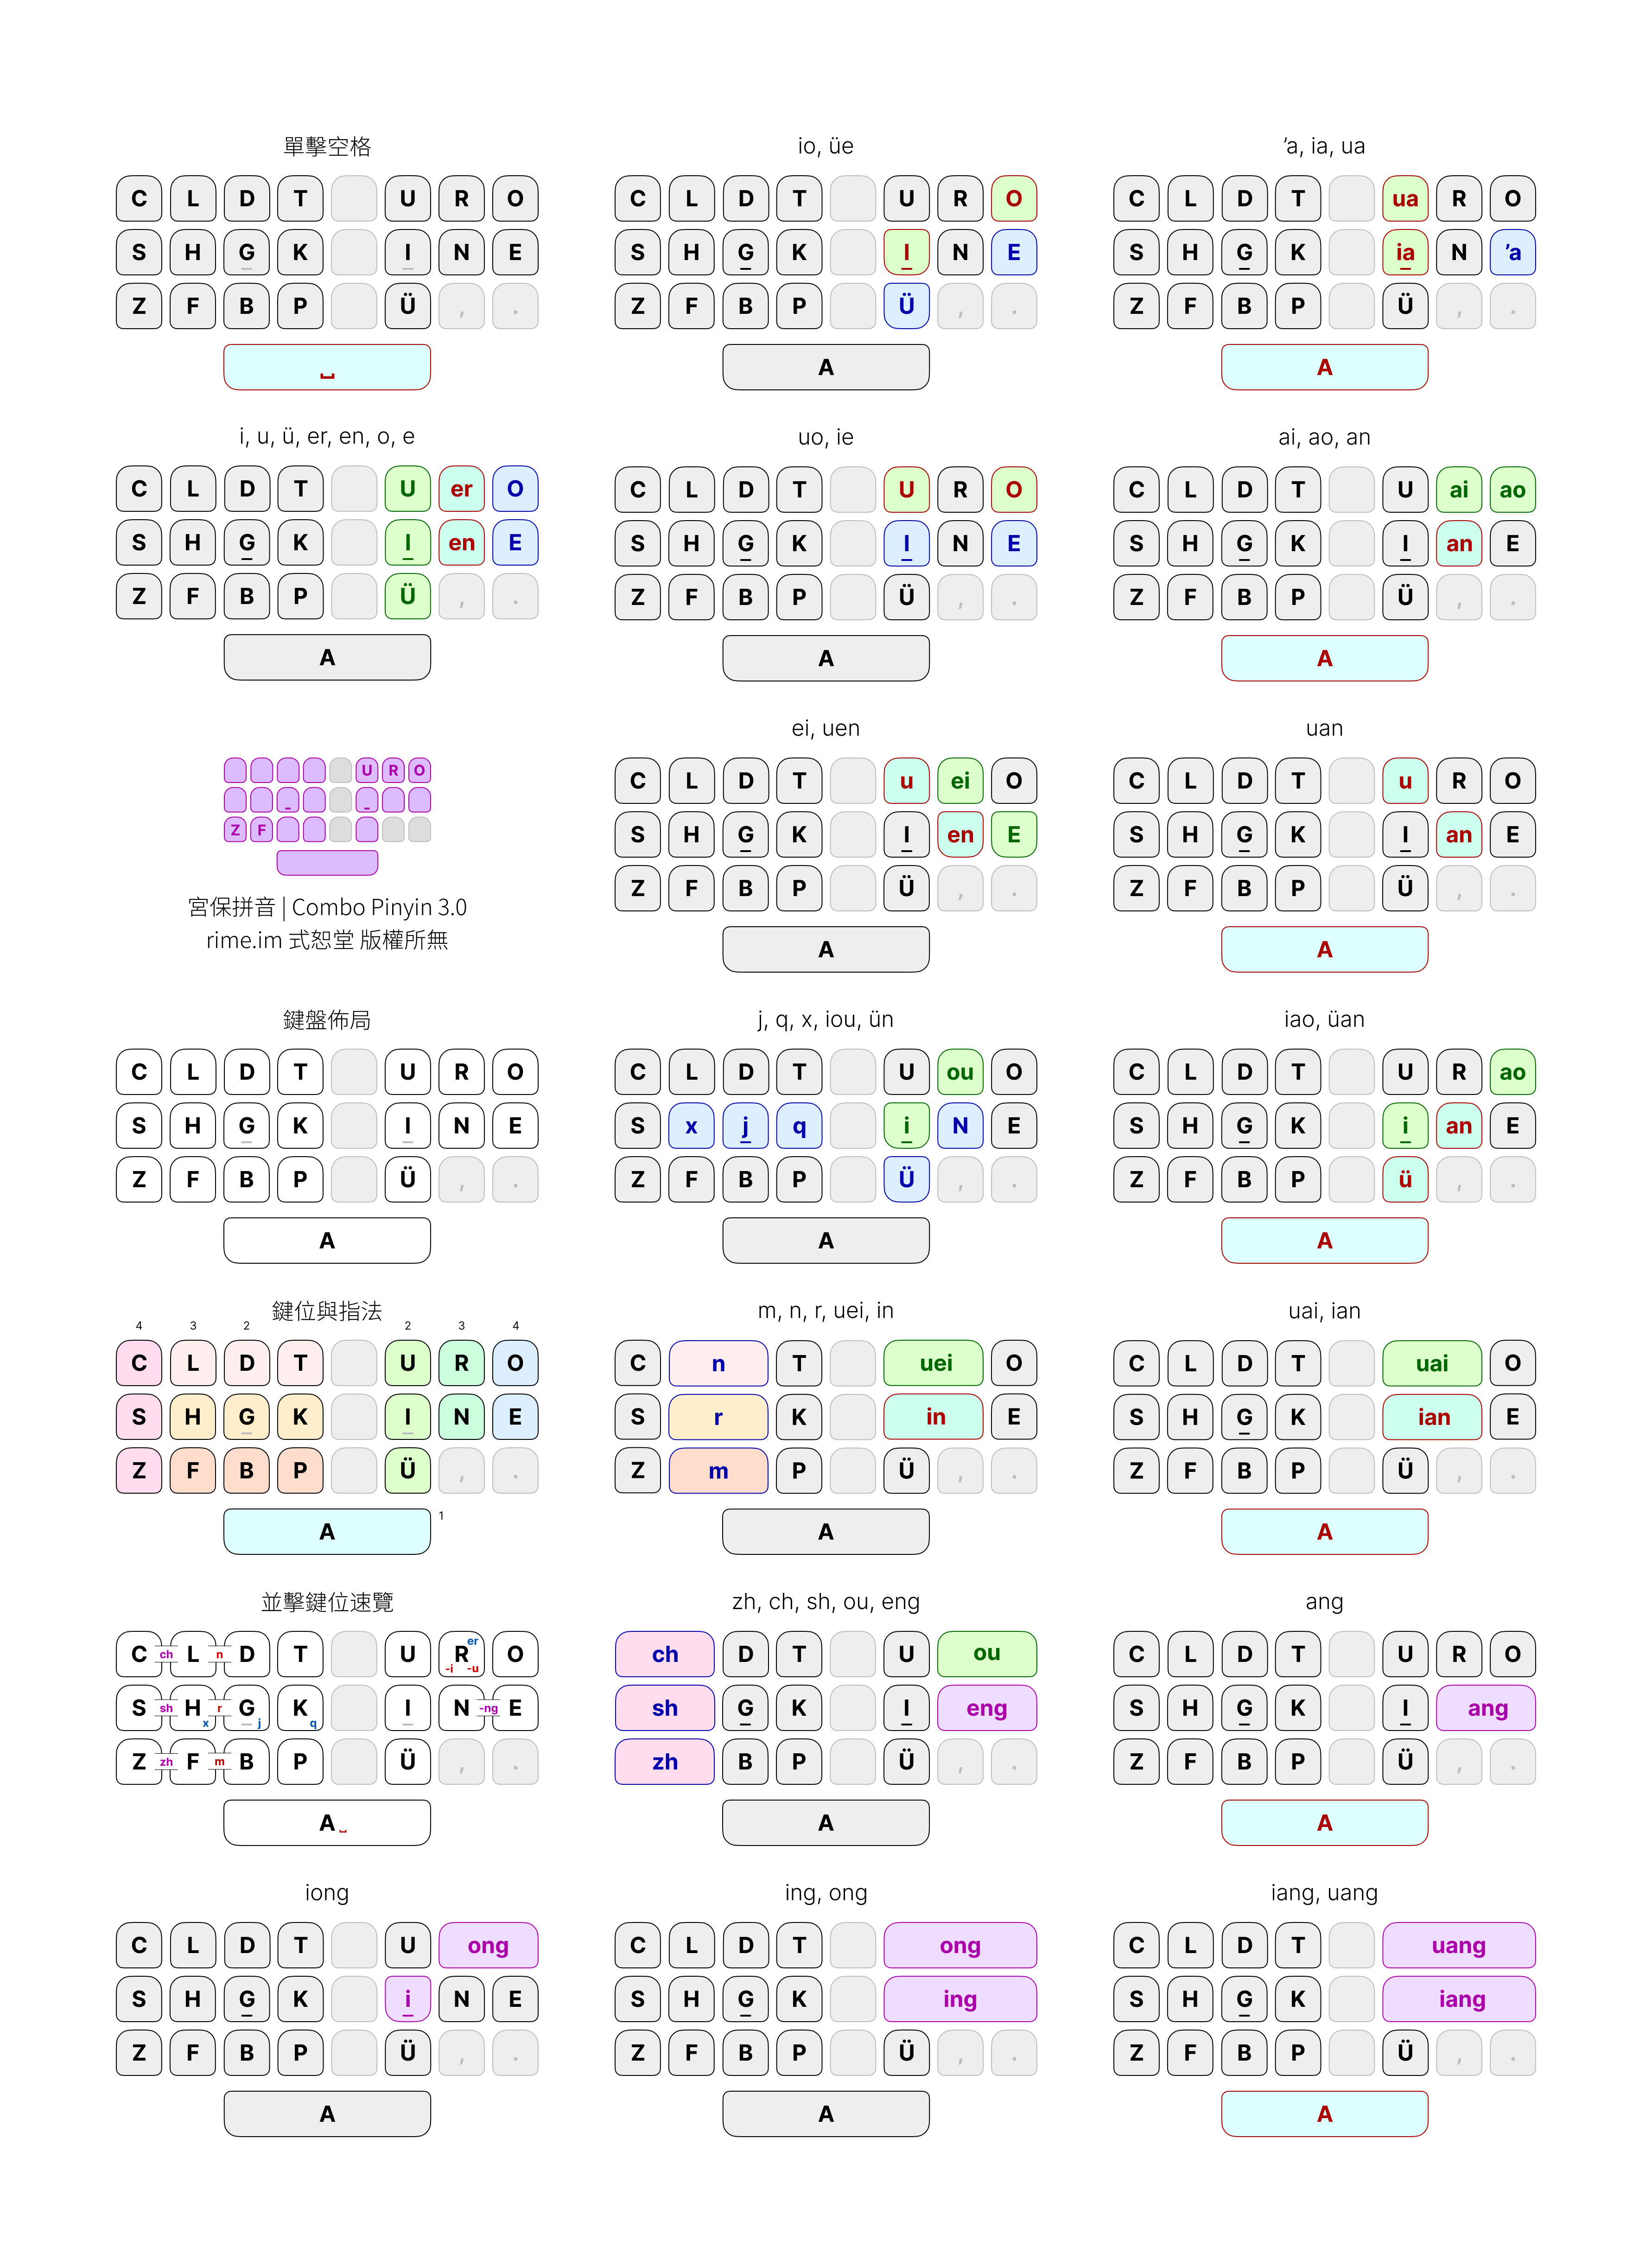 單擊空格
C L D T U R O
S H G K I N E
Z F B P Ü , .
␣
io, üe
C L D T U R O
S H G K I N E
Z F B P Ü , .
A
’a, ia, ua
C L D T ua R O
S H G K ia N ’a
Z F B P Ü , .
A
i, u, ü, er, en, o, e
C L D T U er O
S H G K I en E
Z F B P Ü , .
A
uo, ie
C L D T U R O
S H G K I N E
Z F B P Ü , .
A
ai, ao, an
C L D T U ai ao
S H G K I an E
Z F B P Ü , .
A
U R O
Z F
宮保拼音 | Combo Pinyin 3.0
rime.im 式恕堂 版權所無
ei, uen
C L D T u ei O
S H G K I en E
Z F B P Ü , .
A
uan
C L D T u R O
S H G K I an E
Z F B P Ü , .
A
鍵盤佈局
C L D T U R O
S H G K I N E
Z F B P Ü , .
A
j, q, x, iou, ün
C L D T U ou O
S x j q i N E
Z F B P Ü , .
A
iao, üan
C L D T U R ao
S H G K i an E
Z F B P ü , .
A
鍵位與指法
4 3 2 2 3 4
C L D T U R O
S H G K I N E
Z F B P Ü , .
A 1
m, n, r, uei, in
C n T uei O
S r K in E
Z m P Ü , .
A
uai, ian
C L D T uai O
S H G K ian E
Z F B P Ü , .
A
並擊鍵位速覽
C ch L n D T U R er -i -u O
S sh H x r G j K q I N -ng E
Z zh F m B P Ü , .
A ␣
zh, ch, sh, ou, eng
ch D T U ou
sh G K I eng
zh B P Ü , .
A
ang
C L D T U R O
S H G K I ang
Z F B P Ü , .
A
iong
C L D T U ong
S H G K i N E
Z F B P Ü , .
A
ing, ong
C L D T ong
S H G K ing
Z F B P Ü , .
A
iang, uang
C L D T uang
S H G K iang
Z F B P Ü , .
A